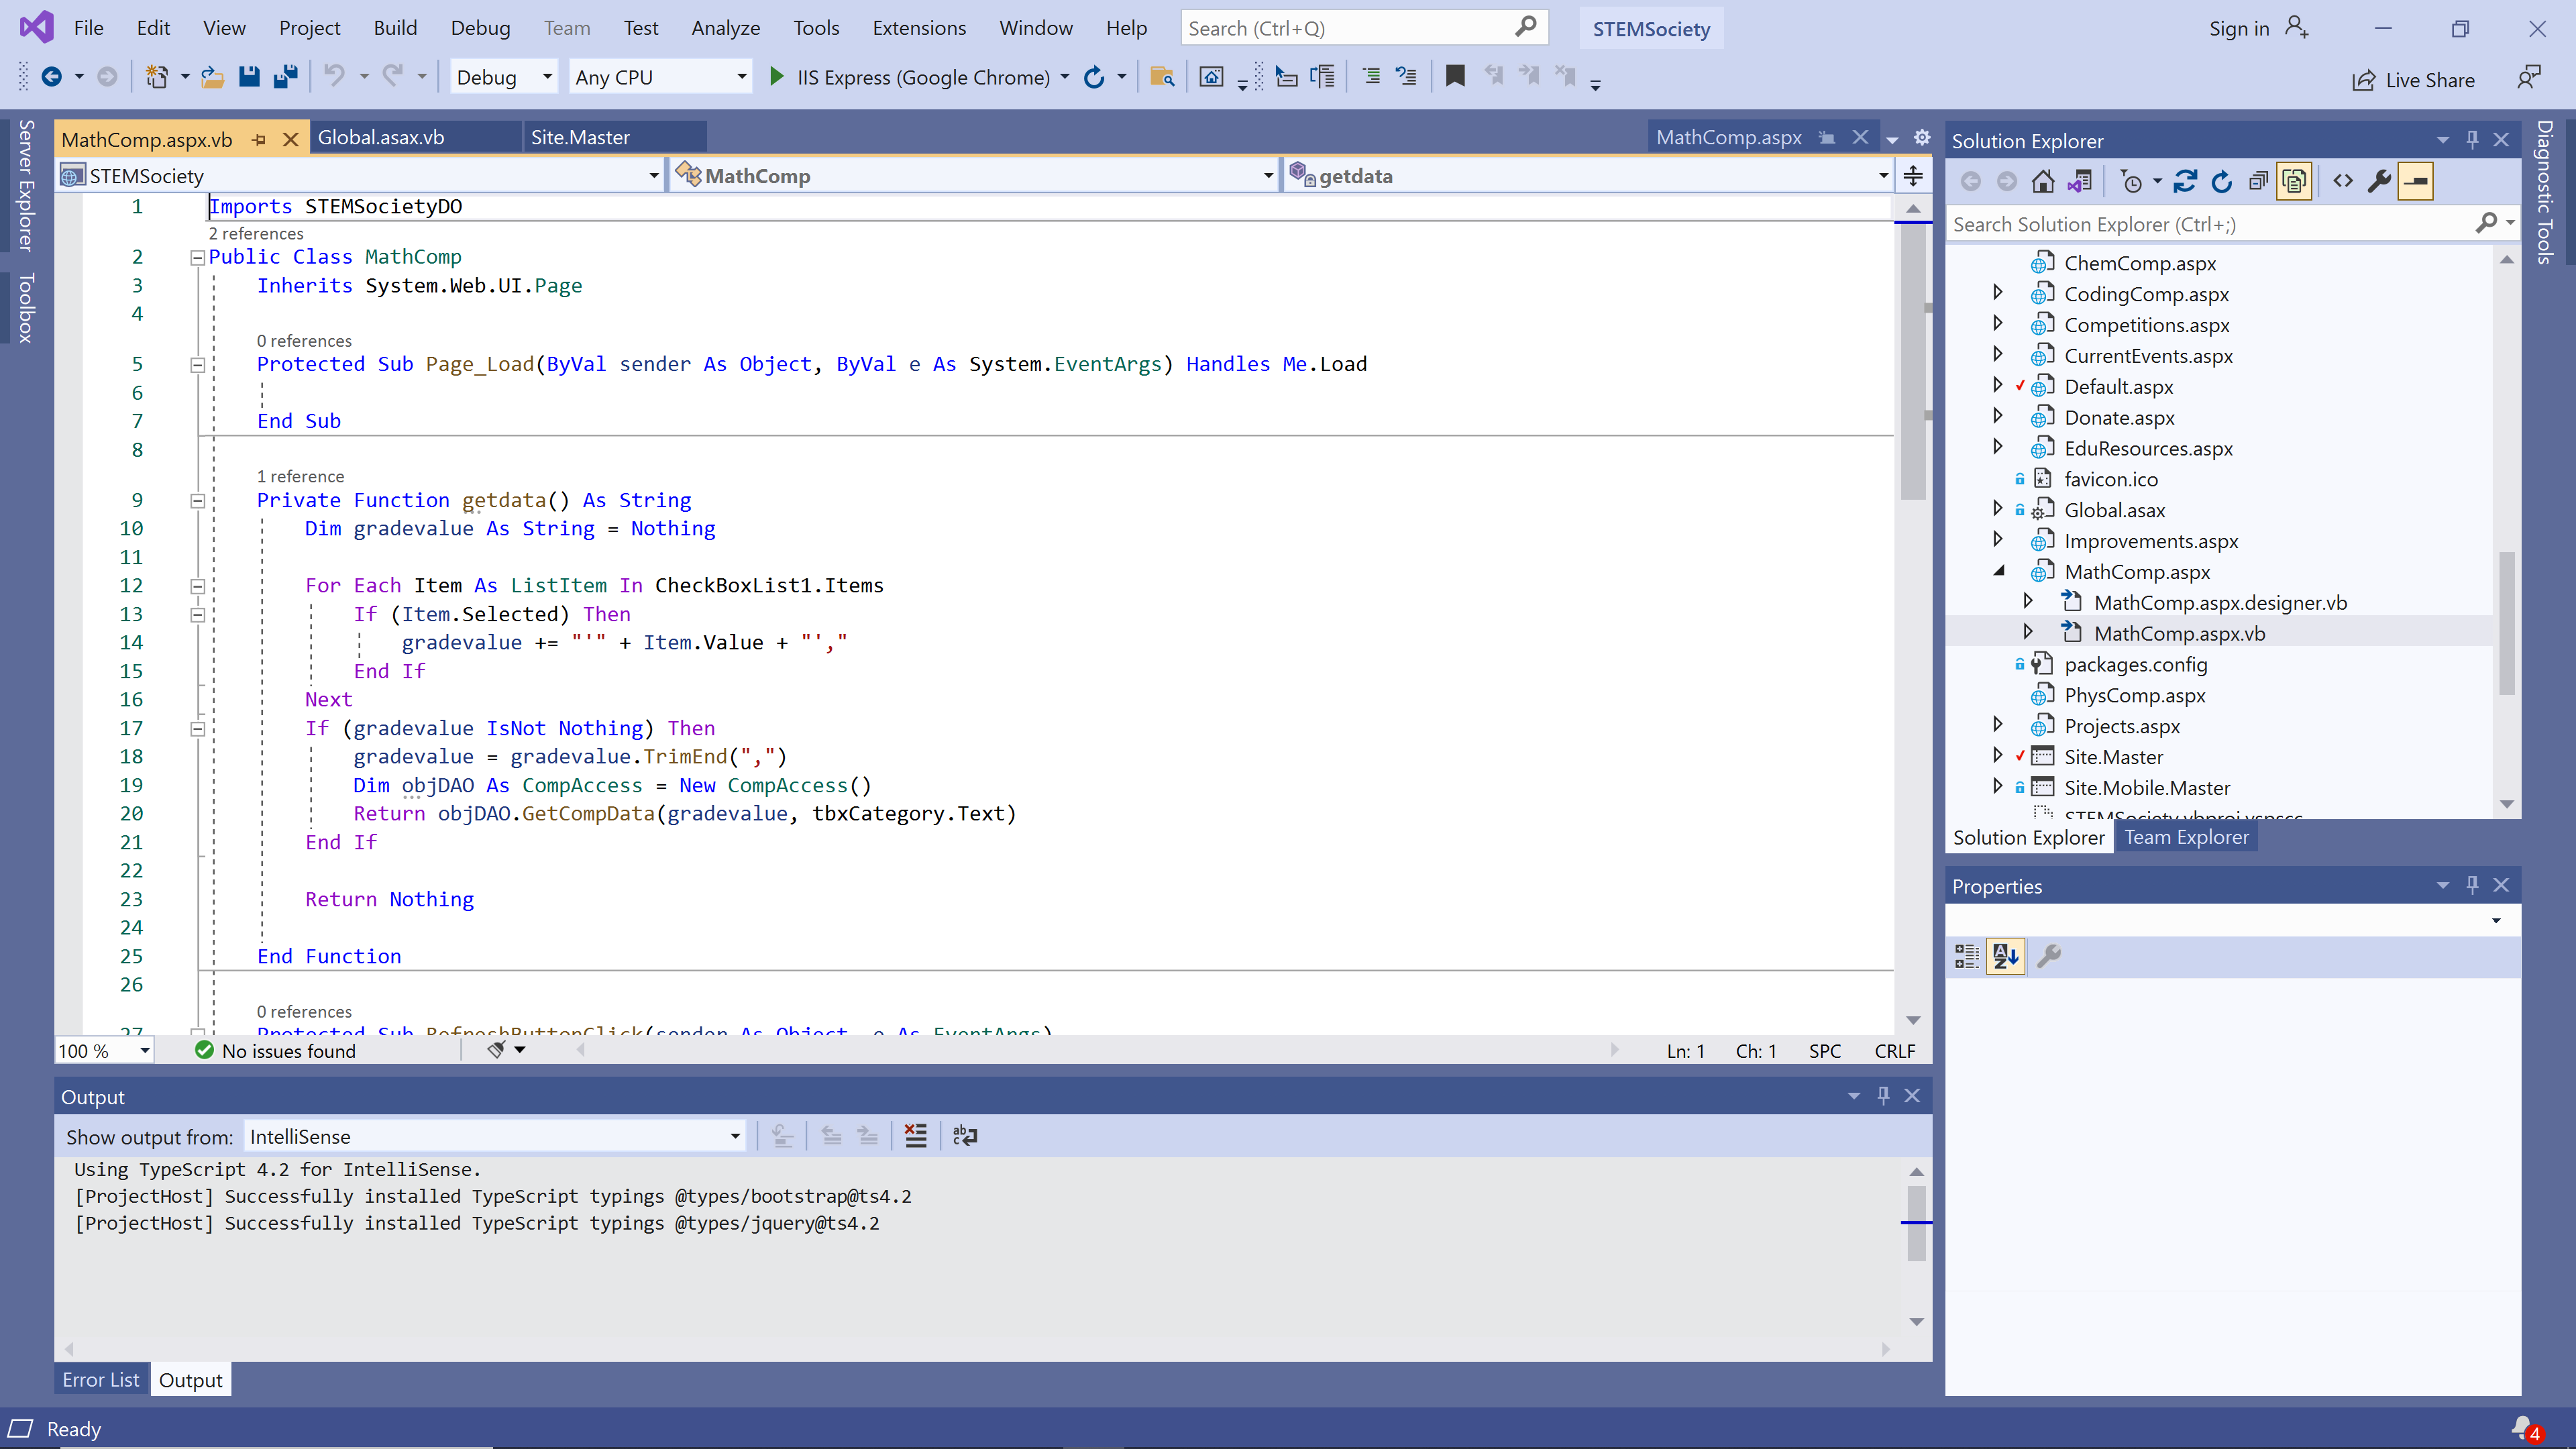 File Edit View Project Build Debug Team Test Analyze Tools Extensions Window Help Search (Ctrl+Q) STEMSociety Sign in
Debug Any CPU IIS Express (Google Chrome) Live Share
Server Explorer
Toolbox
MathComp.aspx.vb Global.asax.vb Site.Master MathComp.aspx
STEMSociety MathComp getdata
1 Imports STEMSocietyDO
2 references
2 Public Class MathComp
3 Inherits System.Web.UI.Page
4
0 references
5 Protected Sub Page_Load(ByVal sender As Object, ByVal e As System.EventArgs) Handles Me.Load
6
7 End Sub
8
1 reference
9 Private Function getdata() As String
10 Dim gradevalue As String = Nothing
11
12 For Each Item As ListItem In CheckBoxList1.Items
13 If (Item.Selected) Then
14 gradevalue += "'" + Item.Value + "',"
15 End If
16 Next
17 If (gradevalue IsNot Nothing) Then
18 gradevalue = gradevalue.TrimEnd(",")
19 Dim objDAO As CompAccess = New CompAccess()
20 Return objDAO.GetCompData(gradevalue, tbxCategory.Text)
21 End If
22
23 Return Nothing
24
25 End Function
26
0 references
27 Protected Sub RefreshButtonClick(sender As Object, e As EventArgs)
100 % No issues found Ln: 1 Ch: 1 SPC CRLF
Output
Show output from: IntelliSense
Using TypeScript 4.2 for IntelliSense.
[ProjectHost] Successfully installed TypeScript typings @types/bootstrap@ts4.2
[ProjectHost] Successfully installed TypeScript typings @types/jquery@ts4.2
Error List Output
Solution Explorer
Search Solution Explorer (Ctrl+;)
ChemComp.aspx
CodingComp.aspx
Competitions.aspx
CurrentEvents.aspx
Default.aspx
Donate.aspx
EduResources.aspx
favicon.ico
Global.asax
Improvements.aspx
MathComp.aspx
MathComp.aspx.designer.vb
MathComp.aspx.vb
packages.config
PhysComp.aspx
Projects.aspx
Site.Master
Site.Mobile.Master
STEMSociety.vbproj.vspscc
Solution Explorer Team Explorer
Properties
Diagnostic Tools
Ready 4